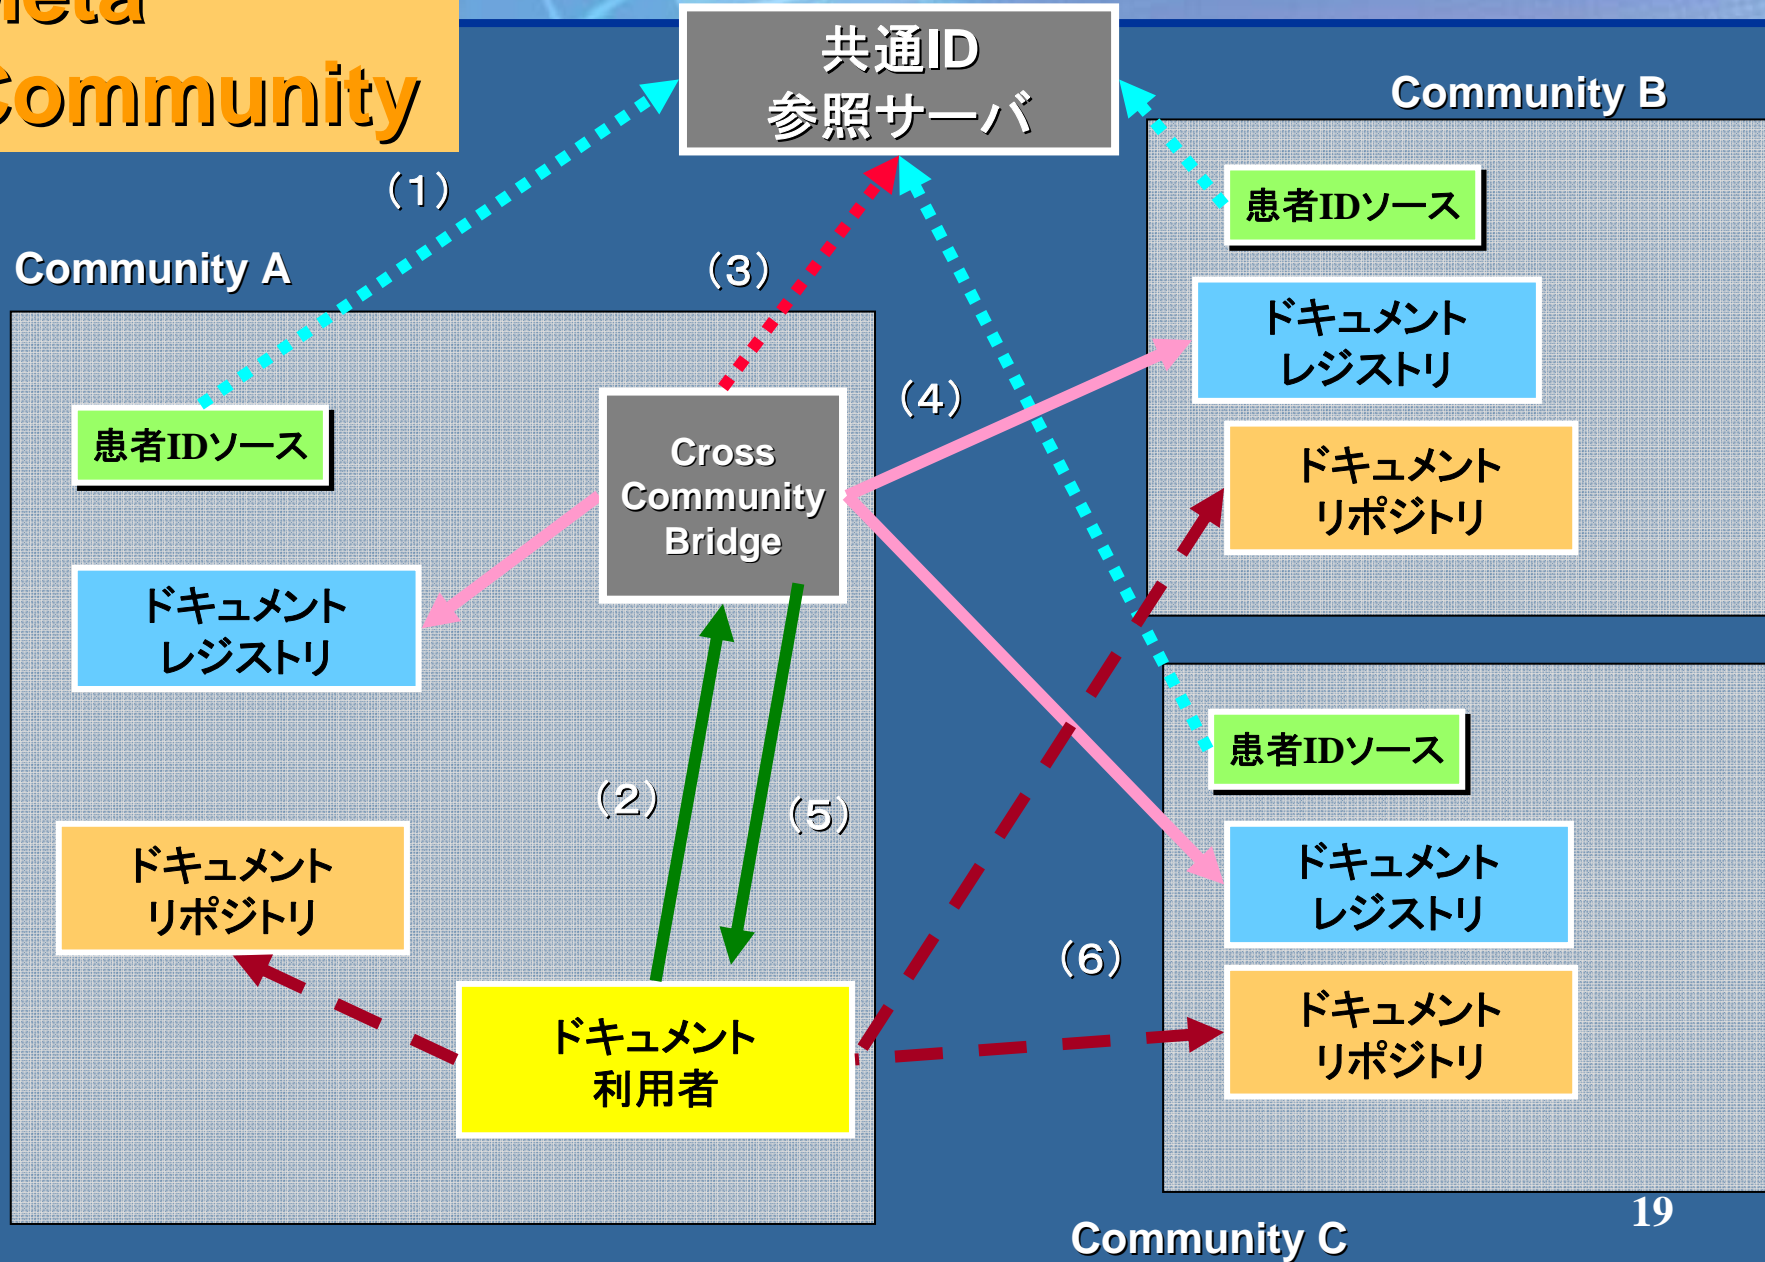 Meta
Community
共通ID
参照サーバ
Community B
（1）
患者IDソース
Community A
（3）
ドキュメント
レジストリ
（4）
患者IDソース
Cross
Community
Bridge
ドキュメント
リポジトリ
ドキュメント
レジストリ
患者IDソース
（2）
（5）
ドキュメント
リポジトリ
ドキュメント
レジストリ
（6）
ドキュメント
利用者
ドキュメント
リポジトリ
19
Community C